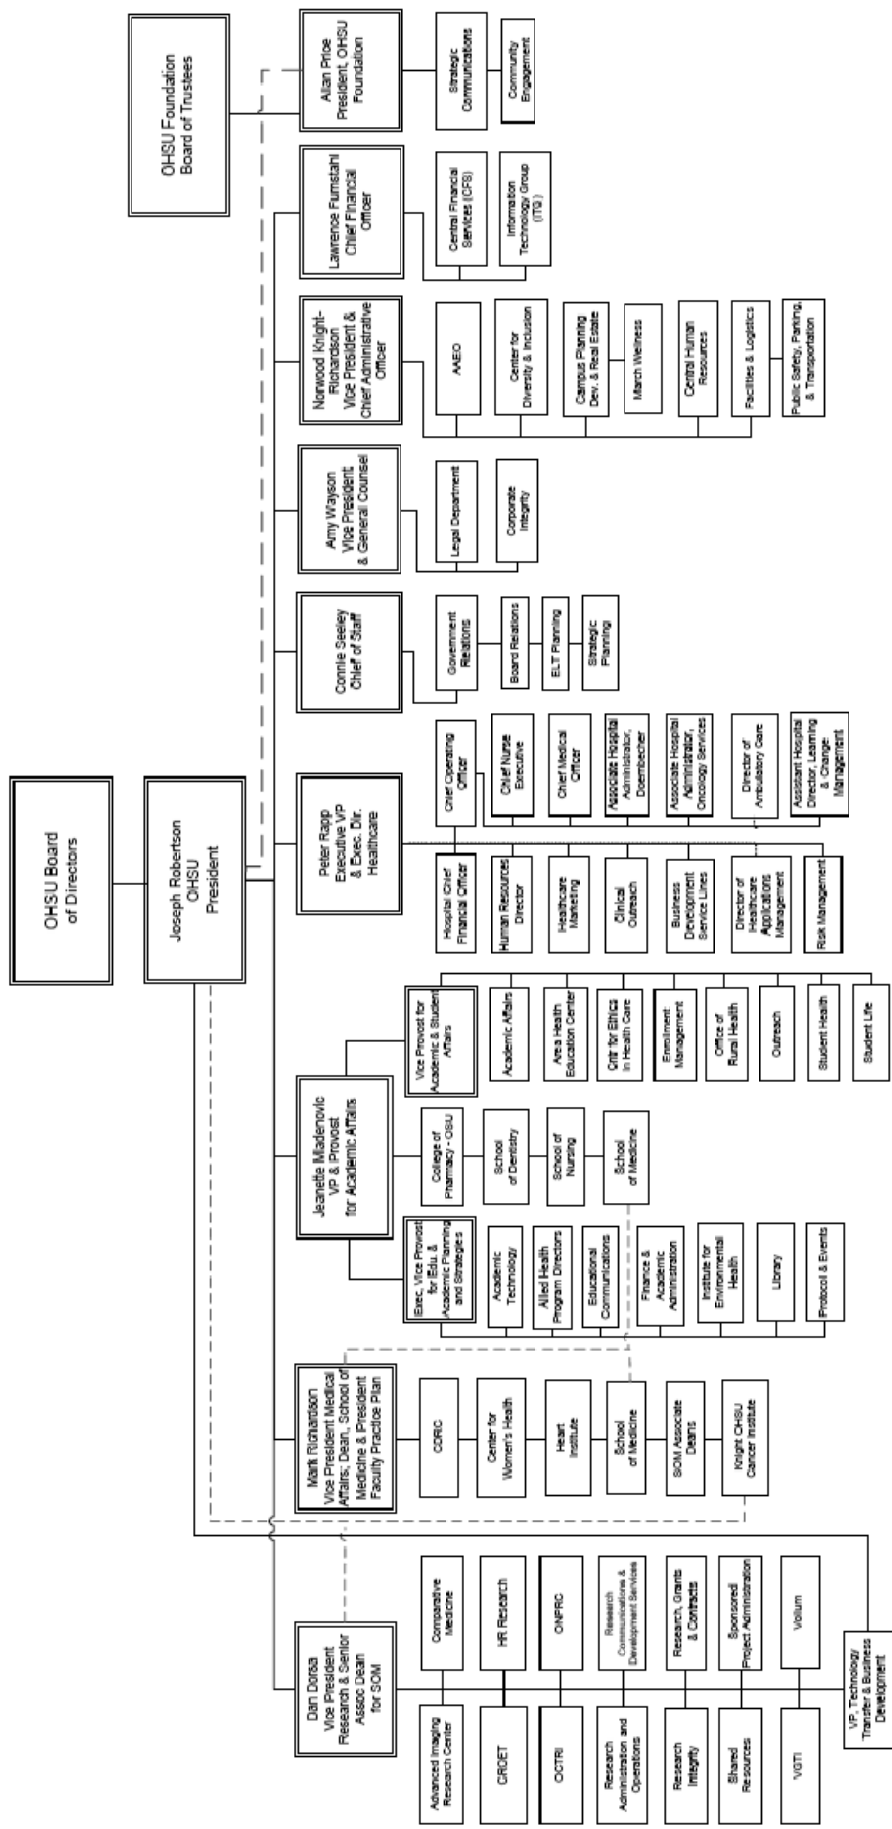 OHSU Board
of Directors
Joseph Robertson
OHSU
President
OHSU Foundation
Board of Trustees
Dan Dorsa
Vice President
Research & Senior
Assoc Dean
for SOM
Advanced Imaging
Research Center
Comparative
Medicine
CROET
HR Research
OCTRI
ONPRC
Research
Administration and
Operations
Research
Communications &
Development Services
Research
Integrity
Research, Grants
& Contracts
Shared
Resources
Sponsored
Project Administration
VGTI
Vollum
VP, Technology
Transfer & Business
Development
Mark Richardson
Vice President Medical
Affairs; Dean, School of
Medicine & President
Faculty Practice Plan
CDRC
Center for
Women's Health
Heart
Institute
School
of Medicine
SOM Associate
Deans
Knight OHSU
Cancer Institute
Jeanette Mladenovic
VP & Provost
for Academic Affairs
Exec. Vice Provost
for Edu. &
Academic Planning
and Strategies
Academic
Technology
Allied Health
Program Directors
Educational
Communications
Finance &
Academic
Administration
Institute for
Environmental
Health
Library
Protocol & Events
College of
Pharmacy - OSU
School
of Dentistry
School of
Nursing
School
of Medicine
Vice Provost for
Academic & Student
Affairs
Academic Affairs
Area Health
Education Center
Cntr for Ethics
in Health Care
Enrollment
Management
Office of
Rural Health
Outreach
Student Health
Student Life
Peter Rapp
Executive VP
& Exec. Dir.
Healthcare
Hospital Chief
Financial Officer
Human Resources
Director
Healthcare
Marketing
Clinical
Outreach
Business
Development
Service Lines
Director of
Healthcare
Applications
Management
Risk Management
Chief Operating
Officer
Chief Nurse
Executive
Chief Medical
Officer
Associate Hospital
Administrator,
Doernbecher
Associate Hospital
Administrator,
Oncology Services
Director of
Ambulatory Care
Assistant Hospital
Director, Learning
& Change
Management
Connie Seeley
Chief of Staff
Government
Relations
Board Relations
ELT Planning
Strategic
Planning
Amy Wayson
Vice President
& General Counsel
Legal Department
Corporate
Integrity
Norwood Knight-
Richardson
Vice President &
Chief Administrative
Officer
AAEO
Center for
Diversity & Inclusion
Campus Planning
Dev. & Real Estate
March Wellness
Central Human
Resources
Facilities & Logistics
Public Safety, Parking,
& Transportation
Lawrence Furnstahl
Chief Financial
Officer
Central Financial
Services (CFS)
Information
Technology Group
(ITG)
Allan Price
President, OHSU
Foundation
Strategic
Communications
Community
Engagement